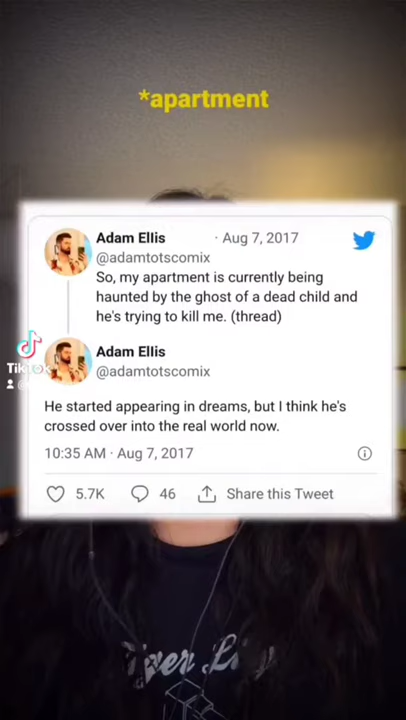 *apartment
Adam Ellis · Aug 7, 2017
@adamtotscomix
So, my apartment is currently being
haunted by the ghost of a dead child and
he's trying to kill me. (thread)
Adam Ellis
@adamtotscomix
TikTok
He started appearing in dreams, but I think he's
crossed over into the real world now.
10:35 AM · Aug 7, 2017
5.7K 46 Share this Tweet